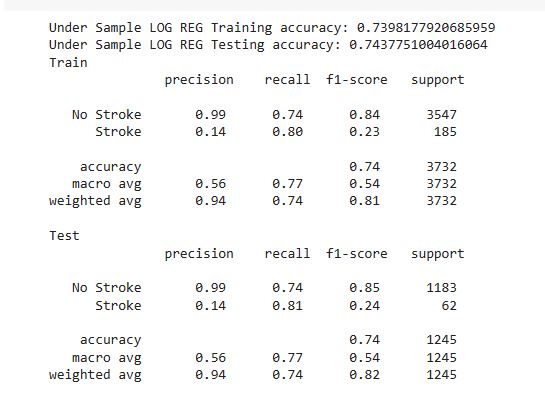 Under Sample LOG REG Training accuracy: 0.7398177920685959
Under Sample LOG REG Testing accuracy: 0.7437751004016064
Train
precision recall f1-score support
No Stroke 0.99 0.74 0.84 3547
Stroke 0.14 0.80 0.23 185
accuracy 0.74 3732
macro avg 0.56 0.77 0.54 3732
weighted avg 0.94 0.74 0.81 3732
Test
precision recall f1-score support
No Stroke 0.99 0.74 0.85 1183
Stroke 0.14 0.81 0.24 62
accuracy 0.74 1245
macro avg 0.56 0.77 0.54 1245
weighted avg 0.94 0.74 0.82 1245